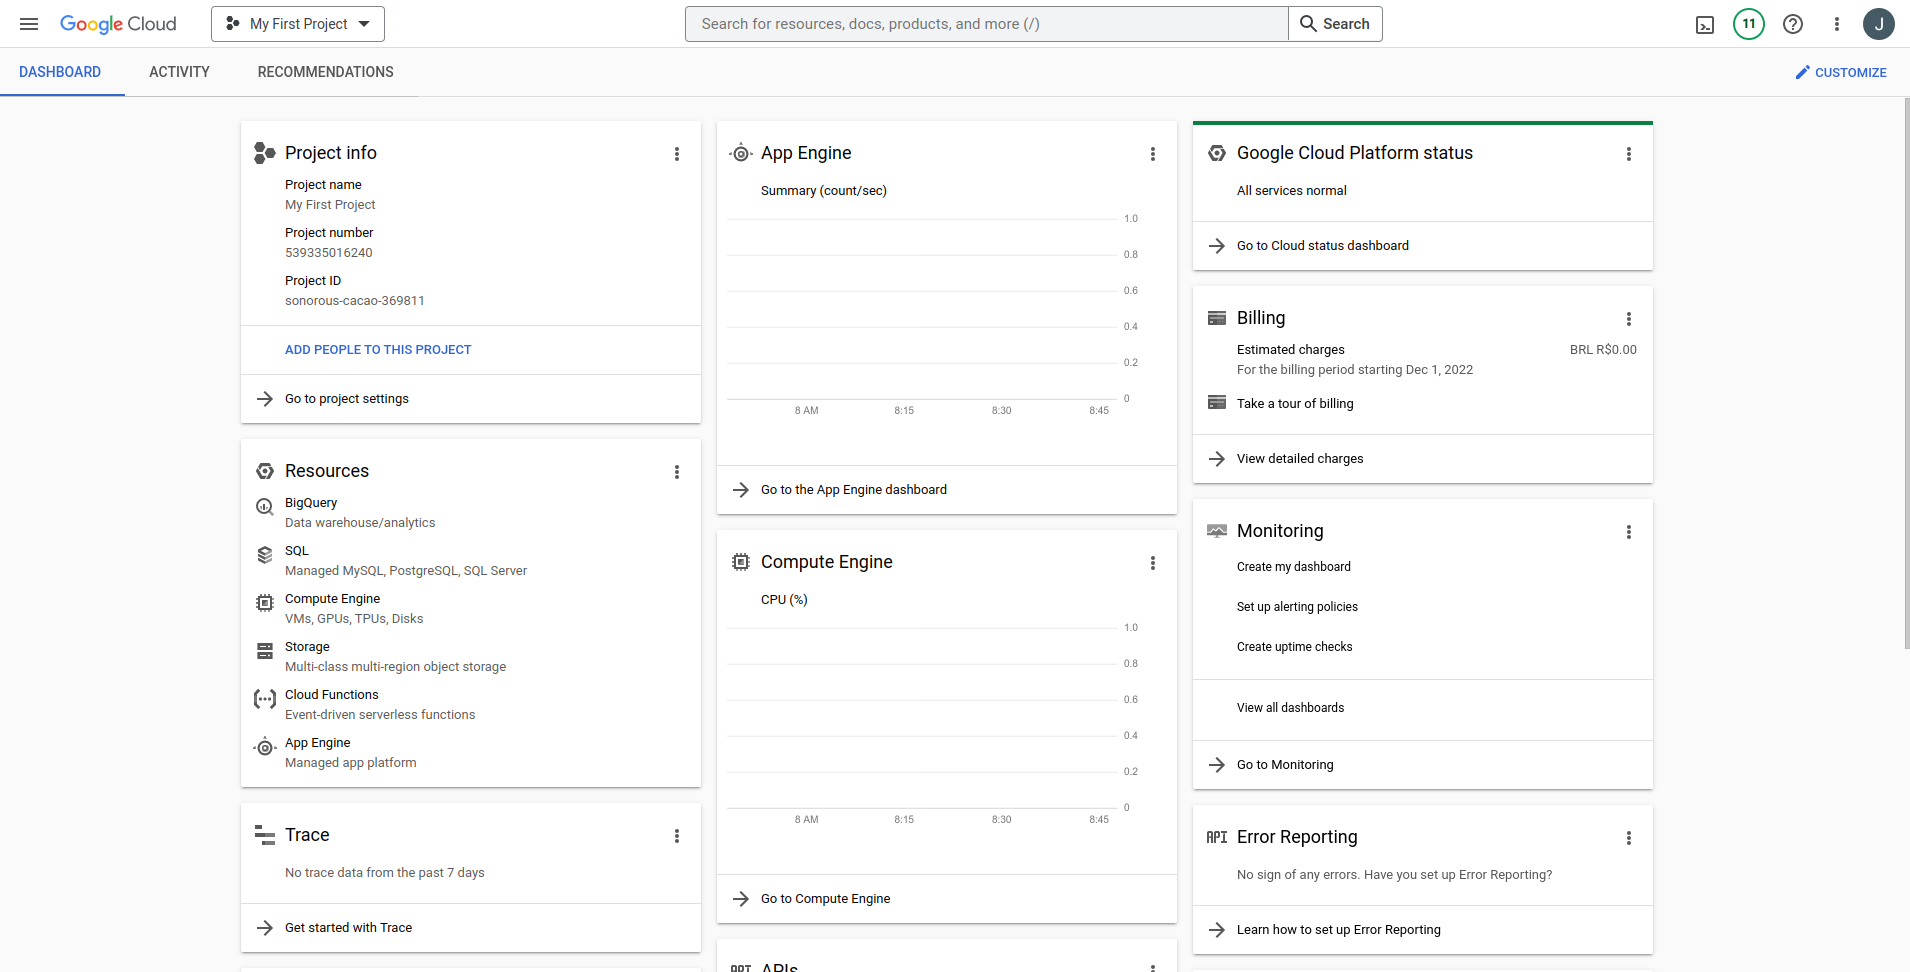 Google Cloud
My First Project
Search for resources, docs, products, and more (/)
Search
11
J
DASHBOARD
ACTIVITY
RECOMMENDATIONS
CUSTOMIZE
Project info
Project name
My First Project
Project number
539335016240
Project ID
sonorous-cacao-369811
ADD PEOPLE TO THIS PROJECT
Go to project settings
Resources
BigQuery
Data warehouse/analytics
SQL
Managed MySQL, PostgreSQL, SQL Server
Compute Engine
VMs, GPUs, TPUs, Disks
Storage
Multi-class multi-region object storage
Cloud Functions
Event-driven serverless functions
App Engine
Managed app platform
Trace
No trace data from the past 7 days
Get started with Trace
App Engine
Summary (count/sec)
1.0
0.8
0.6
0.4
0.2
0
8 AM 8:15 8:30 8:45
Go to the App Engine dashboard
Compute Engine
CPU (%)
1.0
0.8
0.6
0.4
0.2
0
8 AM 8:15 8:30 8:45
Go to Compute Engine
API APIs
Google Cloud Platform status
All services normal
Go to Cloud status dashboard
Billing
Estimated charges BRL R$0.00
For the billing period starting Dec 1, 2022
Take a tour of billing
View detailed charges
Monitoring
Create my dashboard
Set up alerting policies
Create uptime checks
View all dashboards
Go to Monitoring
API Error Reporting
No sign of any errors. Have you set up Error Reporting?
Learn how to set up Error Reporting